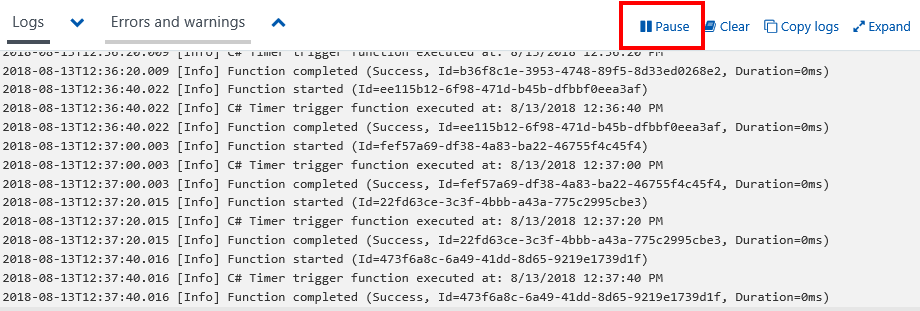 Logs Errors and warnings Pause Clear Copy logs Expand
2018-08-13T12:36:20.009 [Info] C# Timer trigger function executed at: 8/13/2018 12:36:20 PM
2018-08-13T12:36:20.009 [Info] Function completed (Success, Id=b36f8c1e-3953-4748-89f5-8d33ed0268e2, Duration=0ms)
2018-08-13T12:36:40.022 [Info] Function started (Id=ee115b12-6f98-471d-b45b-dfbbf0eea3af)
2018-08-13T12:36:40.022 [Info] C# Timer trigger function executed at: 8/13/2018 12:36:40 PM
2018-08-13T12:36:40.022 [Info] Function completed (Success, Id=ee115b12-6f98-471d-b45b-dfbbf0eea3af, Duration=0ms)
2018-08-13T12:37:00.003 [Info] Function started (Id=fef57a69-df38-4a83-ba22-46755f4c45f4)
2018-08-13T12:37:00.003 [Info] C# Timer trigger function executed at: 8/13/2018 12:37:00 PM
2018-08-13T12:37:00.003 [Info] Function completed (Success, Id=fef57a69-df38-4a83-ba22-46755f4c45f4, Duration=0ms)
2018-08-13T12:37:20.015 [Info] Function started (Id=22fd63ce-3c3f-4bbb-a43a-775c2995cbe3)
2018-08-13T12:37:20.015 [Info] C# Timer trigger function executed at: 8/13/2018 12:37:20 PM
2018-08-13T12:37:20.015 [Info] Function completed (Success, Id=22fd63ce-3c3f-4bbb-a43a-775c2995cbe3, Duration=0ms)
2018-08-13T12:37:40.016 [Info] Function started (Id=473f6a8c-6a49-41dd-8d65-9219e1739d1f)
2018-08-13T12:37:40.016 [Info] C# Timer trigger function executed at: 8/13/2018 12:37:40 PM
2018-08-13T12:37:40.016 [Info] Function completed (Success, Id=473f6a8c-6a49-41dd-8d65-9219e1739d1f, Duration=0ms)